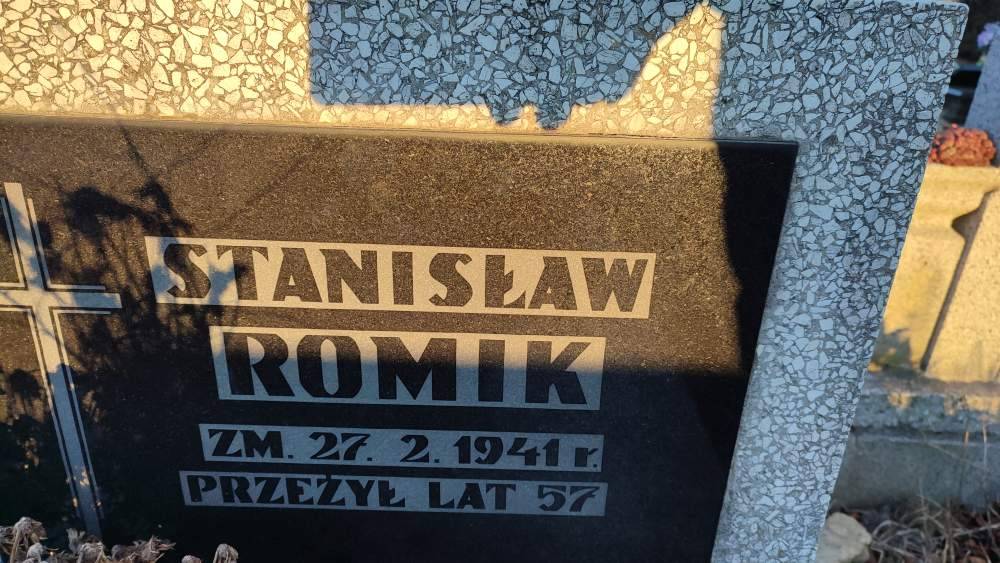 STANISŁAW
ROMIK
ZM. 27. 2. 1941 r.
PRZEŻYŁ LAT 57